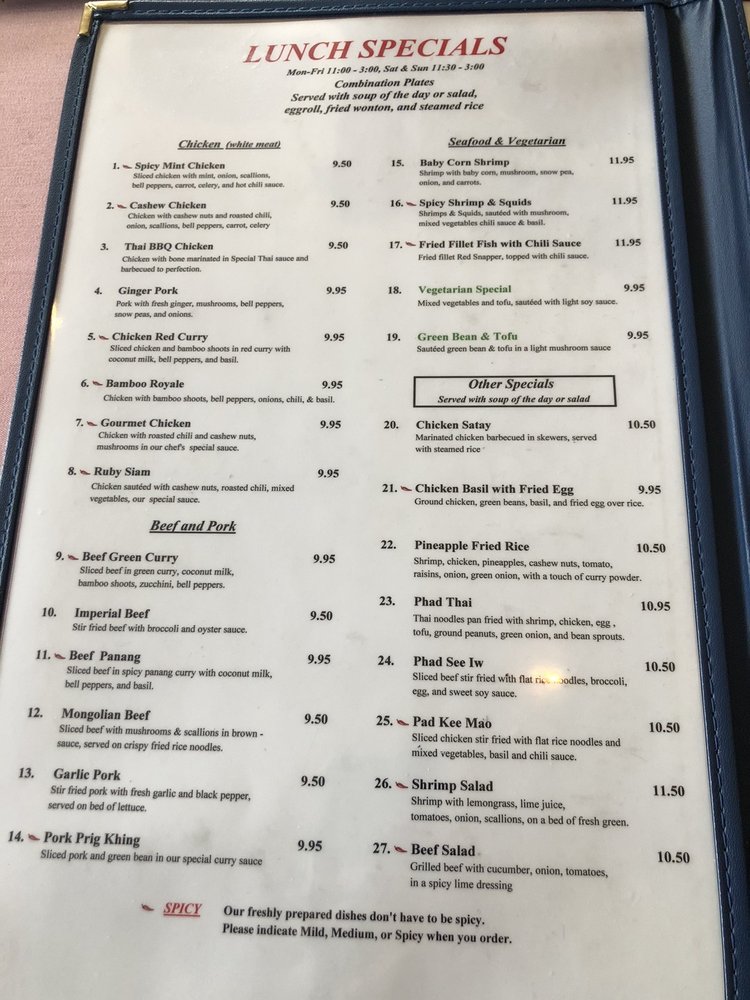 LUNCH SPECIALS
Mon-Fri 11:00 - 3:00, Sat & Sun 11:30 - 3:00
Combination Plates
Served with soup of the day or salad,
eggroll, fried wonton, and steamed rice
Chicken (white meat)
1. Spicy Mint Chicken 9.50
Sliced chicken with mint, onion, scallions,
bell peppers, carrot, celery, and hot chili sauce.
2. Cashew Chicken 9.50
Chicken with cashew nuts and roasted chili,
onion, scallions, bell peppers, carrot, celery
3. Thai BBQ Chicken 9.50
Chicken with bone marinated in Special Thai sauce and
barbecued to perfection.
4. Ginger Pork 9.95
Pork with fresh ginger, mushrooms, bell peppers,
snow peas, and onions.
5. Chicken Red Curry 9.95
Sliced chicken and bamboo shoots in red curry with
coconut milk, bell peppers, and basil.
6. Bamboo Royale 9.95
Chicken with bamboo shoots, bell peppers, onions, chili, & basil.
7. Gourmet Chicken 9.95
Chicken with roasted chili and cashew nuts,
mushrooms in our chef's special sauce.
8. Ruby Siam 9.95
Chicken sautéed with cashew nuts, roasted chili, mixed
vegetables, our special sauce.
Beef and Pork
9. Beef Green Curry 9.95
Sliced beef in green curry, coconut milk,
bamboo shoots, zucchini, bell peppers.
10. Imperial Beef 9.50
Stir fried beef with broccoli and oyster sauce.
11. Beef Panang 9.95
Sliced beef in spicy panang curry with coconut milk,
bell peppers, and basil.
12. Mongolian Beef 9.50
Sliced beef with mushrooms & scallions in brown -
sauce, served on crispy fried rice noodles.
13. Garlic Pork 9.50
Stir fried pork with fresh garlic and black pepper,
served on bed of lettuce.
14. Pork Prig Khing 9.95
Sliced pork and green bean in our special curry sauce
Seafood & Vegetarian
15. Baby Corn Shrimp 11.95
Shrimp with baby corn, mushroom, snow pea,
onion, and carrots.
16. Spicy Shrimp & Squids 11.95
Shrimps & Squids, sautéed with mushroom,
mixed vegetables chili sauce & basil.
17. Fried Fillet Fish with Chili Sauce 11.95
Fried fillet Red Snapper, topped with chili sauce.
18. Vegetarian Special 9.95
Mixed vegetables and tofu, sautéed with light soy sauce.
19. Green Bean & Tofu 9.95
Sautéed green bean & tofu in a light mushroom sauce
Other Specials
Served with soup of the day or salad
20. Chicken Satay 10.50
Marinated chicken barbecued in skewers, served
with steamed rice
21. Chicken Basil with Fried Egg 9.95
Ground chicken, green beans, basil, and fried egg over rice.
22. Pineapple Fried Rice 10.50
Shrimp, chicken, pineapples, cashew nuts, tomato,
raisins, onion, green onion, with a touch of curry powder.
23. Phad Thai 10.95
Thai noodles pan fried with shrimp, chicken, egg ,
tofu, ground peanuts, green onion, and bean sprouts.
24. Phad See Iw 10.50
Sliced beef stir fried with flat rice noodles, broccoli,
egg, and sweet soy sauce.
25. Pad Kee Mao 10.50
Sliced chicken stir fried with flat rice noodles and
mixed vegetables, basil and chili sauce.
26. Shrimp Salad 11.50
Shrimp with lemongrass, lime juice,
tomatoes, onion, scallions, on a bed of fresh green.
27. Beef Salad 10.50
Grilled beef with cucumber, onion, tomatoes,
in a spicy lime dressing
SPICY Our freshly prepared dishes don't have to be spicy.
Please indicate Mild, Medium, or Spicy when you order.